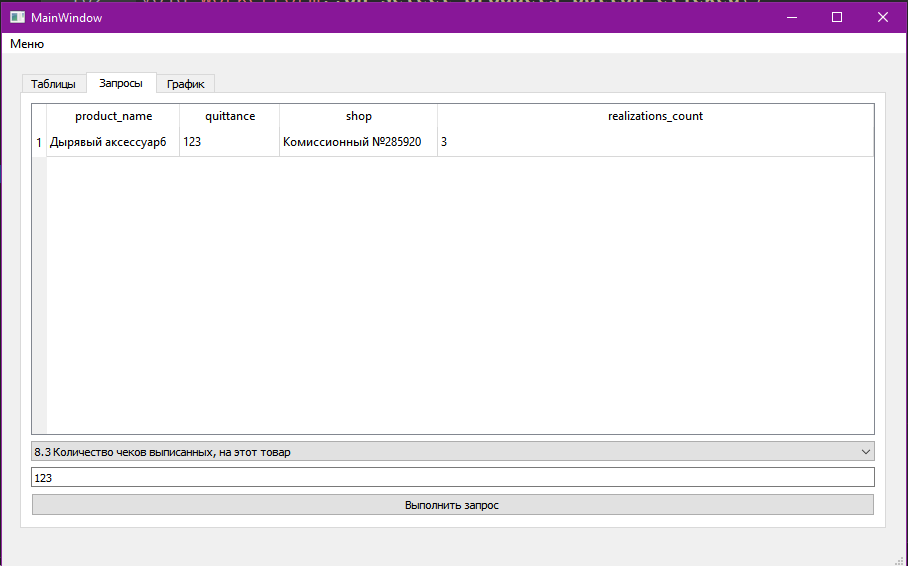 MainWindow
Меню
Таблицы Запросы График
product_name quittance shop realizations_count
1 Дырявый аксессуар6 123 Комиссионный №285920 3
8.3 Количество чеков выписанных, на этот товар
123
Выполнить запрос